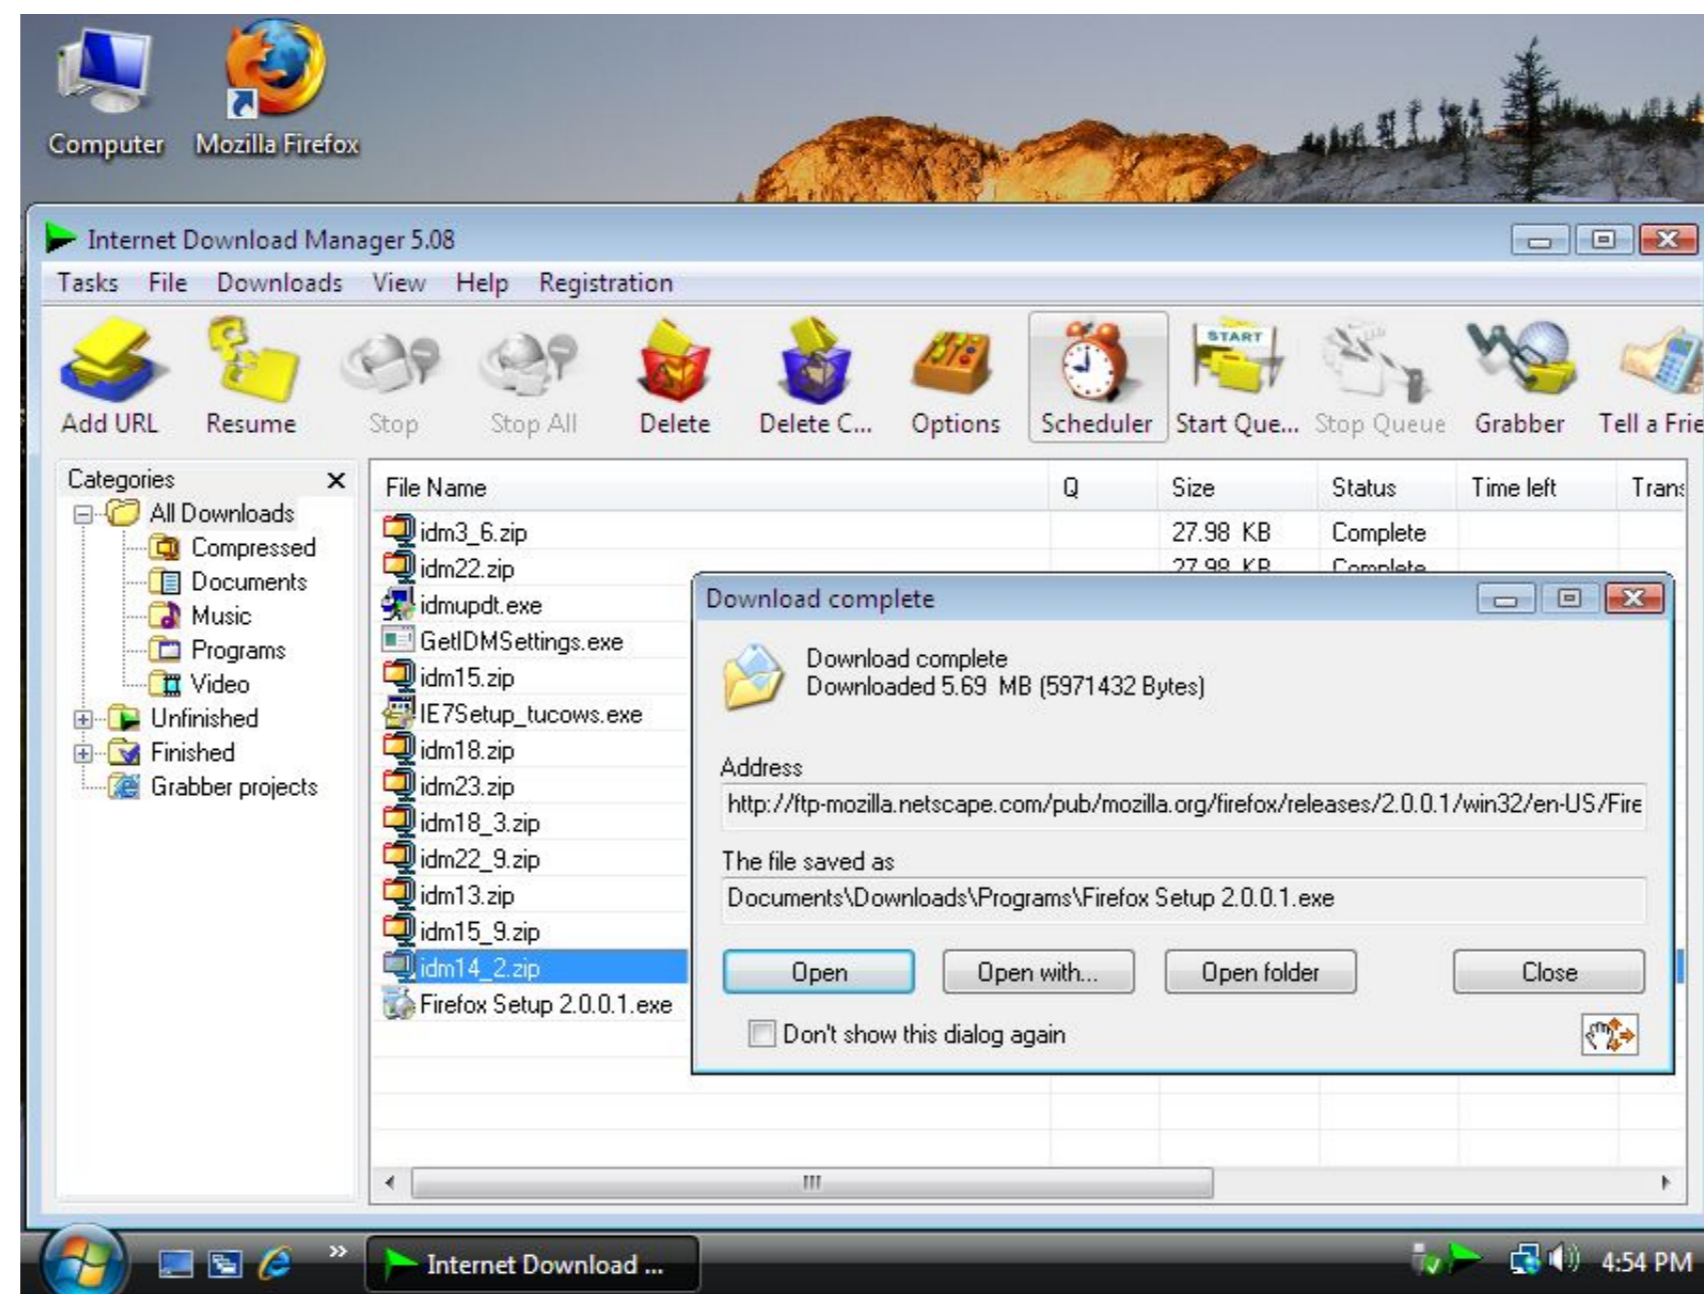 Computer
Mozilla Firefox
Internet Download Manager 5.08
Tasks File Downloads View Help Registration
START
Add URL Resume Stop Stop All Delete Delete C... Options Scheduler Start Que... Stop Queue Grabber Tell a Frie
Categories
All Downloads
Compressed
Documents
Music
Programs
Video
Unfinished
Finished
Grabber projects
File Name Q Size Status Time left Trans
idm3_6.zip 27.98 KB Complete
idm22.zip 27.98 KB Complete
idmupdt.exe
GetIDMSettings.exe
idm15.zip
IE7Setup_tucows.exe
idm18.zip
idm23.zip
idm18_3.zip
idm22_9.zip
idm13.zip
idm15_9.zip
idm14_2.zip
Firefox Setup 2.0.0.1.exe
Download complete
Download complete
Downloaded 5.69 MB (5971432 Bytes)
Address
http://ftp-mozilla.netscape.com/pub/mozilla.org/firefox/releases/2.0.0.1/win32/en-US/Fire
The file saved as
Documents\Downloads\Programs\Firefox Setup 2.0.0.1.exe
Open Open with... Open folder Close
Don't show this dialog again
Internet Downloa​d ...
4:54 PM